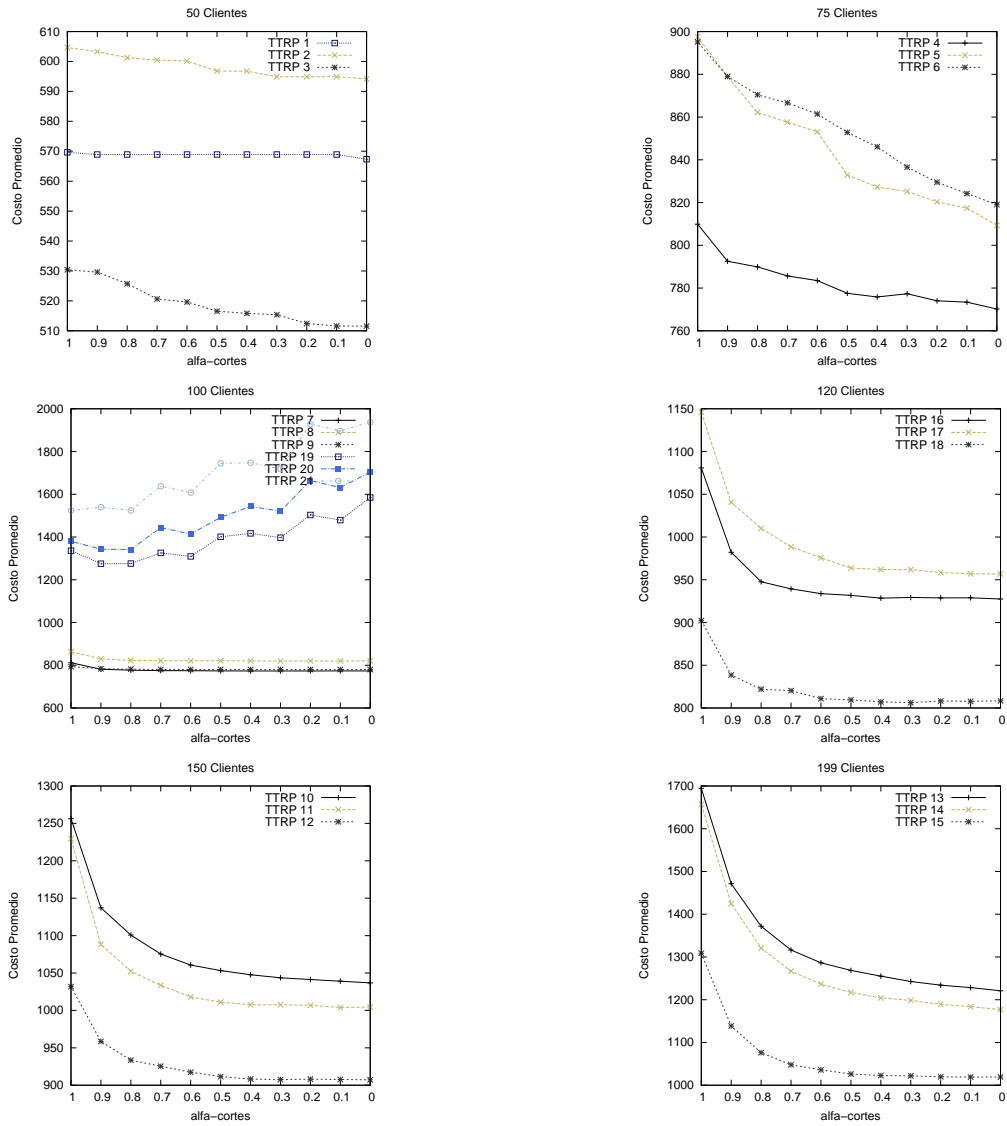 50 Clientes
Costo Promedio
610
600
590
580
570
560
550
540
530
520
510
TTRP 1
TTRP 2
TTRP 3
1 0.9 0.8 0.7 0.6 0.5 0.4 0.3 0.2 0.1 0
alfa-cortes
75 Clientes
Costo Promedio
900
880
860
840
820
800
780
760
TTRP 4
TTRP 5
TTRP 6
1 0.9 0.8 0.7 0.6 0.5 0.4 0.3 0.2 0.1 0
alfa-cortes
100 Clientes
Costo Promedio
2000
1800
1600
1400
1200
1000
800
600
TTRP 7
TTRP 8
TTRP 9
TTRP 19
TTRP 20
TTRP 2
1 0.9 0.8 0.7 0.6 0.5 0.4 0.3 0.2 0.1 0
alfa-cortes
120 Clientes
Costo Promedio
1150
1100
1050
1000
950
900
850
800
TTRP 16
TTRP 17
TTRP 18
1 0.9 0.8 0.7 0.6 0.5 0.4 0.3 0.2 0.1 0
alfa-cortes
150 Clientes
Costo Promedio
1300
1250
1200
1150
1100
1050
1000
950
900
TTRP 10
TTRP 11
TTRP 12
1 0.9 0.8 0.7 0.6 0.5 0.4 0.3 0.2 0.1 0
alfa-cortes
199 Clientes
Costo Promedio
1700
1600
1500
1400
1300
1200
1100
1000
TTRP 13
TTRP 14
TTRP 15
1 0.9 0.8 0.7 0.6 0.5 0.4 0.3 0.2 0.1 0
alfa-cortes